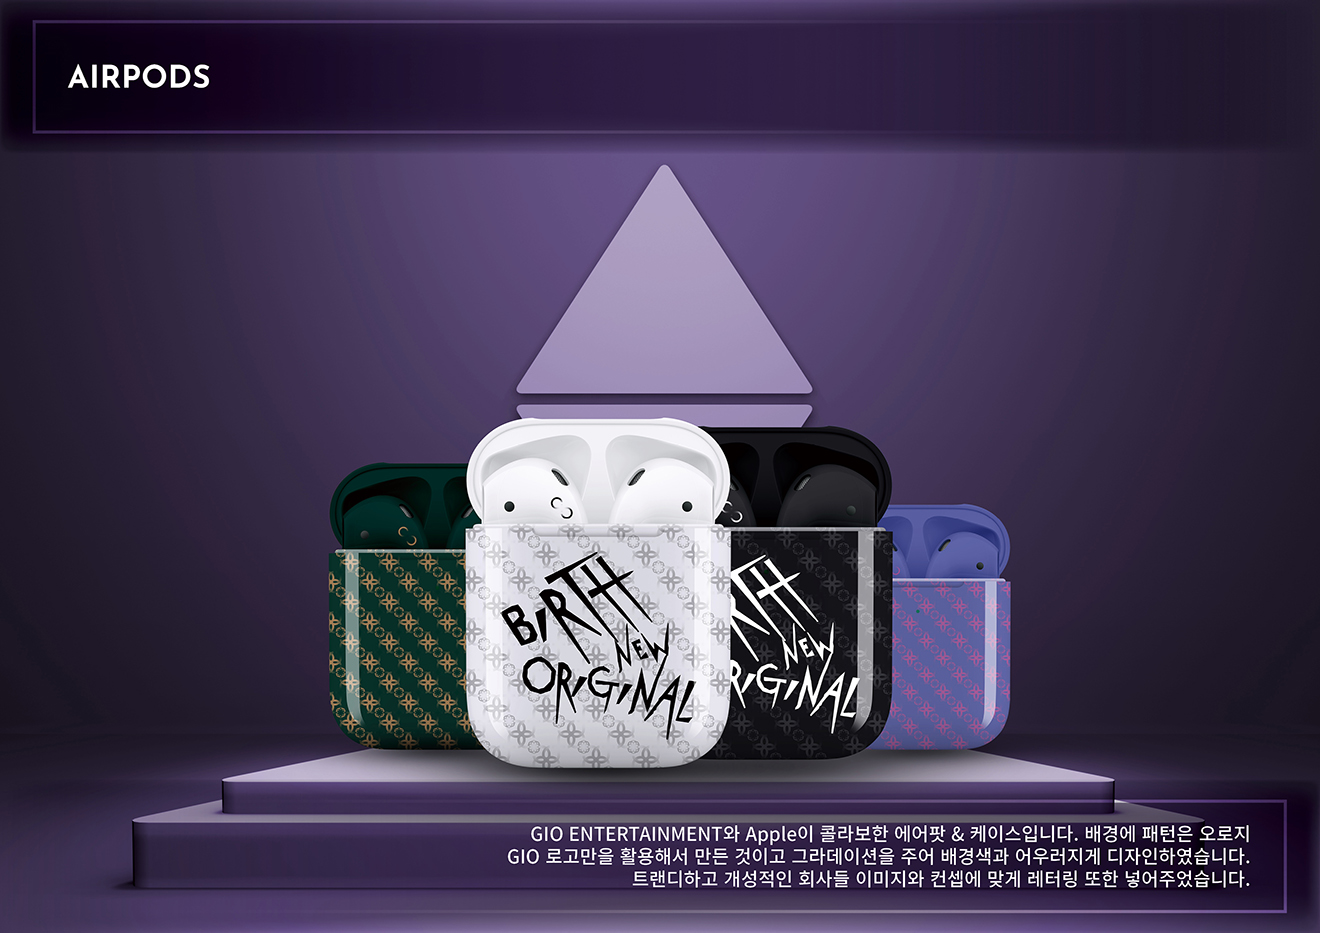 AIRPODS
BIRTH
NEW
ORIGINAL
RTH
NEW
RIGINAL
GIO ENTERTAINMENT와 Apple이 콜라보한 에어팟 & 케이스입니다. 배경에 패턴은 오로지
GIO 로고만을 활용해서 만든 것이고 그라데이션을 주어 배경색과 어우러지게 디자인하였습니다.
트랜디하고 개성적인 회사들 이미지와 컨셉에 맞게 레터링 또한 넣어주었습니다.